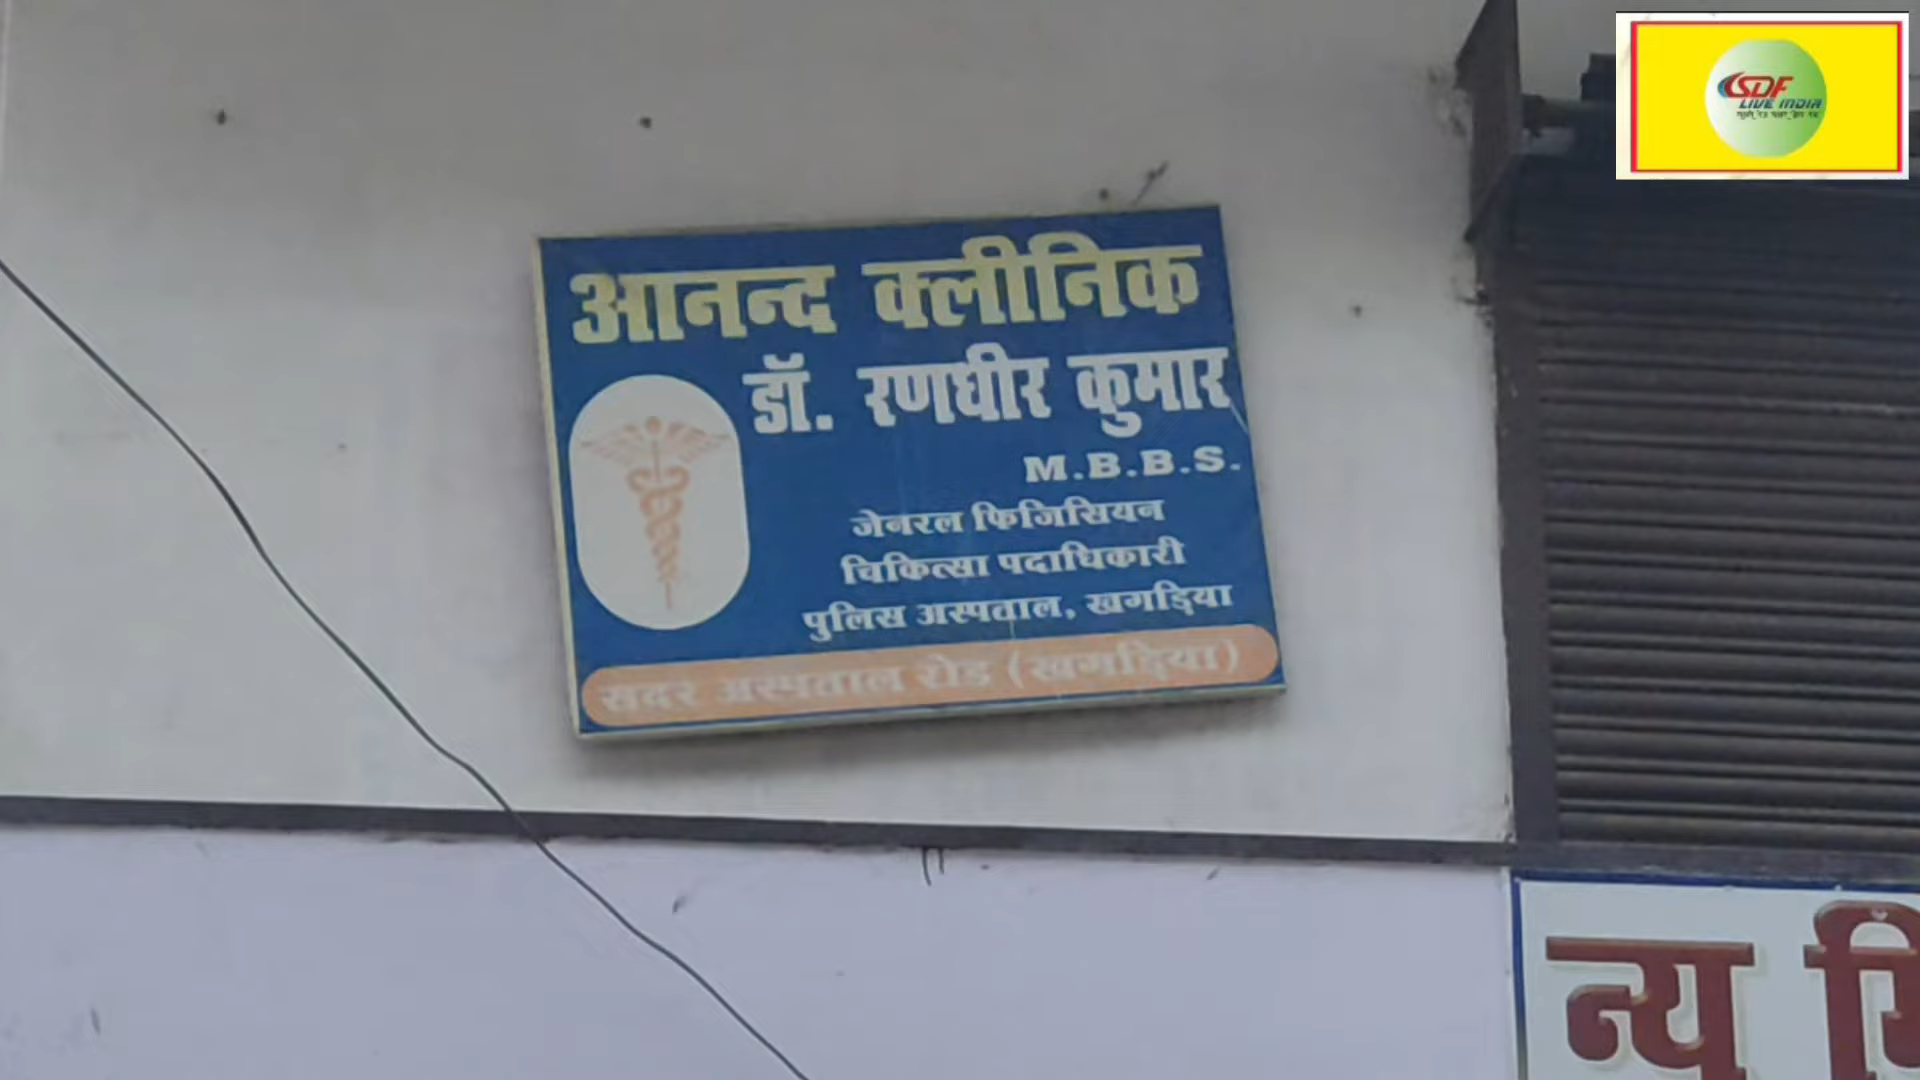 SDF
LIVE INDIA
आनन्द क्लीनिक
डॉ. रणधीर कुमार
M.B.B.S.
जेनरल फिजिसियन
चिकित्सा पदाधिकारी
पुलिस अस्पताल, खगड़िया
सदर अस्पताल रोड (खगड़िया)
न्यू